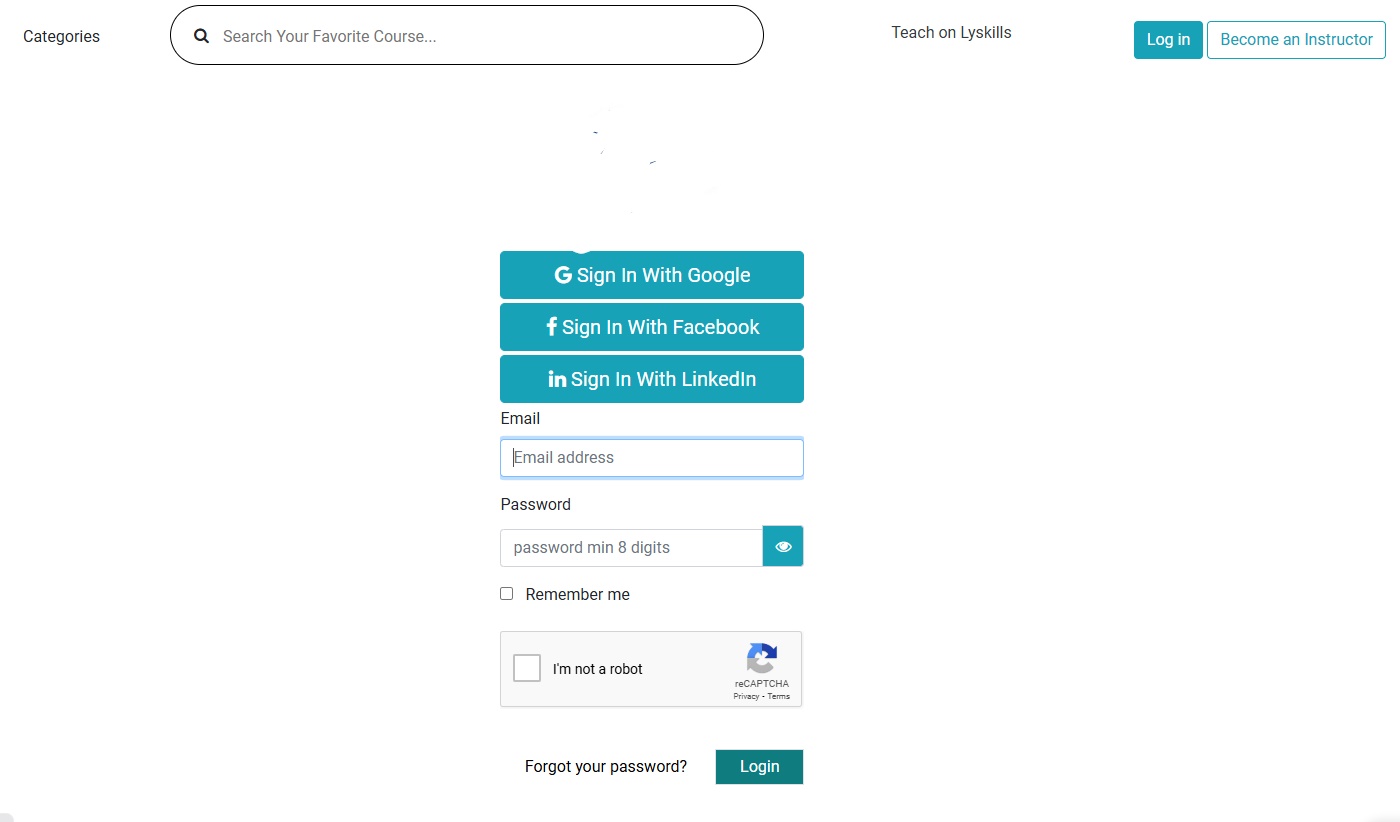 Categories
Search Your Favorite Course...
Teach on Lyskills
Log in
Become an Instructor
Sign In With Google
Sign In With Facebook
Sign In With LinkedIn
Email
Email address
Password
password min 8 digits
Remember me
I'm not a robot
reCAPTCHA
Privacy - Terms
Forgot your password?
Login